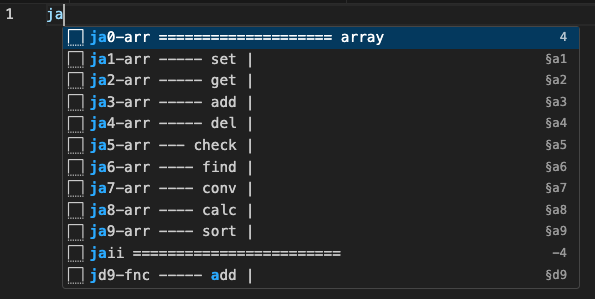 1 ja
ja0-arr ==================== array 4
ja1-arr ----- set | §a1
ja2-arr ----- get | §a2
ja3-arr ----- add | §a3
ja4-arr ----- del | §a4
ja5-arr --- check | §a5
ja6-arr ---- find | §a6
ja7-arr ---- conv | §a7
ja8-arr ---- calc | §a8
ja9-arr ---- sort | §a9
jaii ======================== -4
jd9-fnc ----- add | §d9